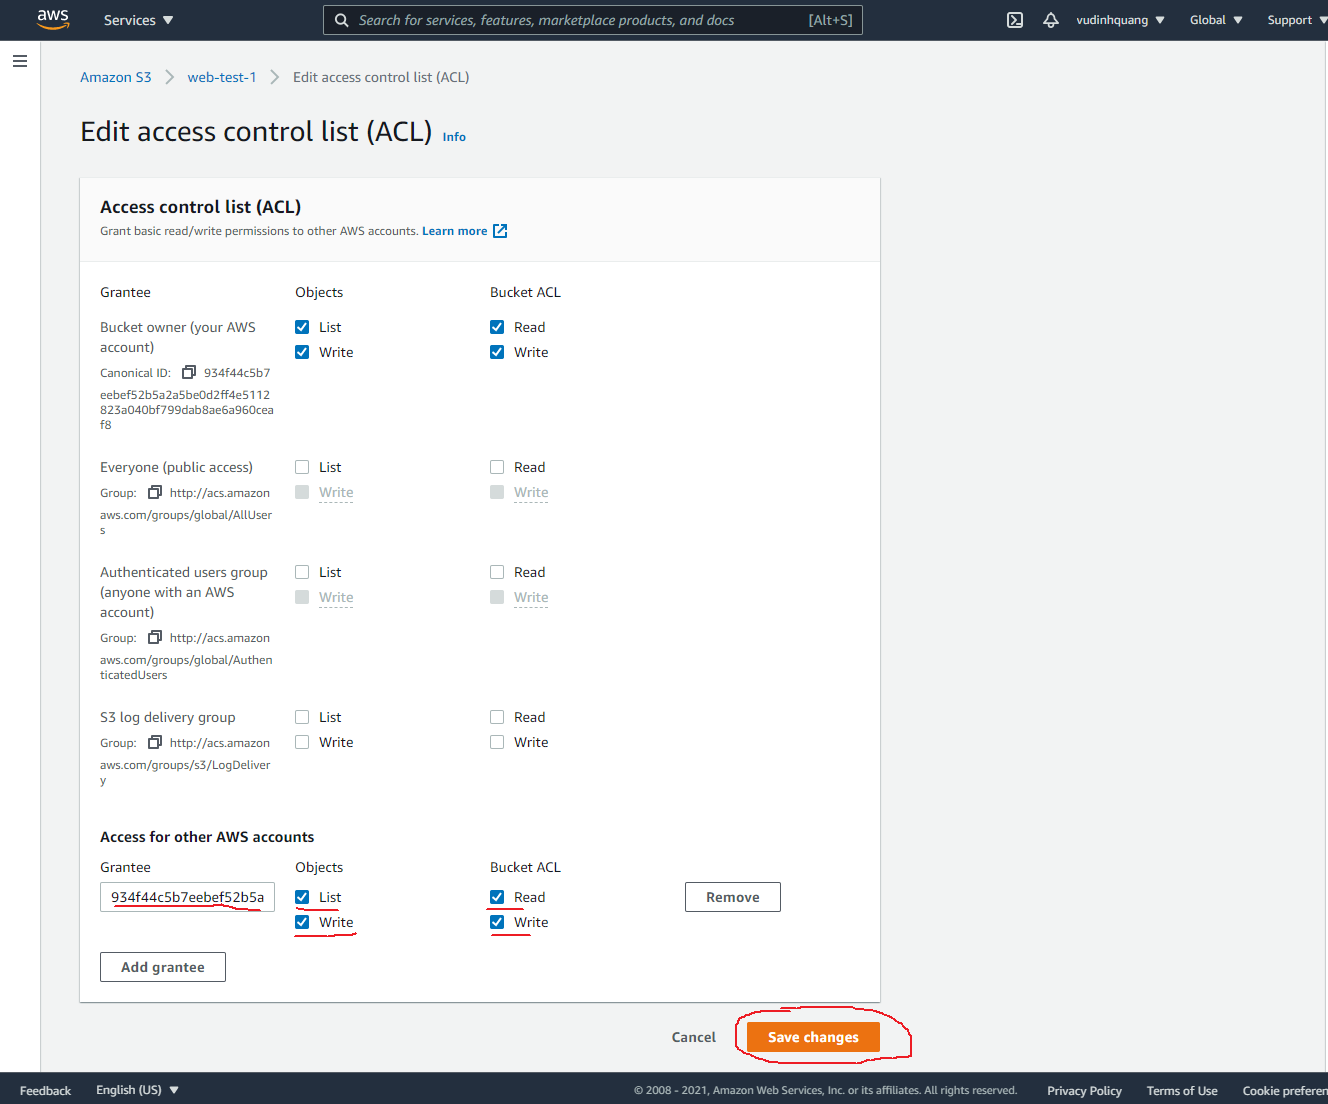 aws
Services
Search for services, features, marketplace products, and docs [Alt+S]
vudinhquang
Global
Support
Amazon S3 > web-test-1 > Edit access control list (ACL)
Edit access control list (ACL) Info
Access control list (ACL)
Grant basic read/write permissions to other AWS accounts. Learn more
Grantee Objects Bucket ACL
Bucket owner (your AWS List Read
account) Write Write
Canonical ID: 934f44c5b7
eebef52b5a2a5be0d2ff4e5112
823a040bf799dab8ae6a960cea
f8
Everyone (public access) List Read
Group: http://acs.amazon Write Write
aws.com/groups/global/AllUser
s
Authenticated users group List Read
(anyone with an AWS Write Write
account)
Group: http://acs.amazon
aws.com/groups/global/Authen
ticatedUsers
S3 log delivery group List Read
Group: http://acs.amazon Write Write
aws.com/groups/s3/LogDeliver
y
Access for other AWS accounts
Grantee Objects Bucket ACL
934f44c5b7eebef52b5a List Read Remove
Write Write
Add grantee
Cancel Save changes
Feedback English (US) © 2008 - 2021, Amazon Web Services, Inc. or its affiliates. All rights reserved. Privacy Policy Terms of Use Cookie preferen